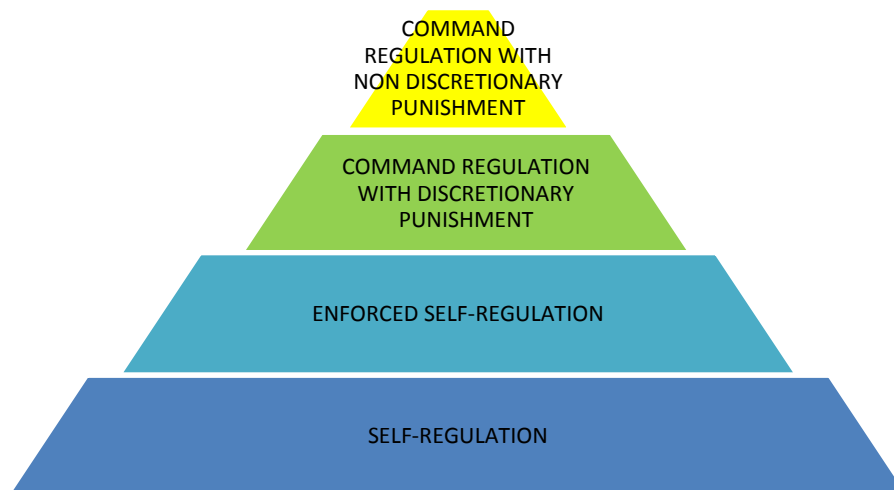 COMMAND
REGULATION WITH
NON DISCRETIONARY
PUNISHMENT
COMMAND REGULATION
WITH DISCRETIONARY
PUNISHMENT
ENFORCED SELF-REGULATION
SELF-REGULATION